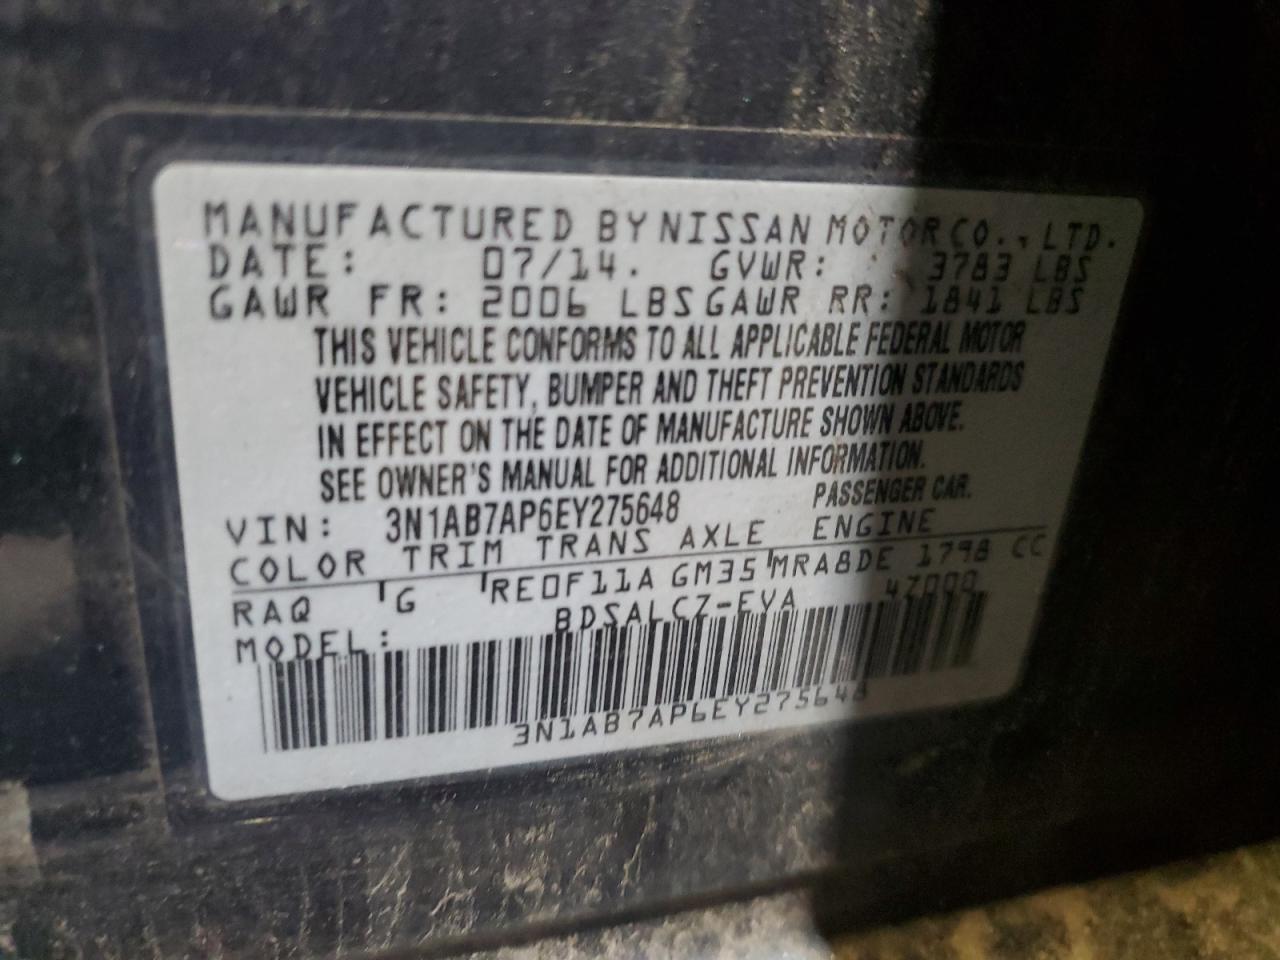 MANUFACTURED BY NISSAN MOTOR CO., LTD.
DATE: 07/14. GVWR: 3783 LBS
GAWR FR: 2006 LBS GAWR RR: 1841 LBS
THIS VEHICLE CONFORMS TO ALL APPLICABLE FEDERAL MOTOR
VEHICLE SAFETY, BUMPER AND THEFT PREVENTION STANDARDS
IN EFFECT ON THE DATE OF MANUFACTURE SHOWN ABOVE.
SEE OWNER'S MANUAL FOR ADDITIONAL INFORMATION.
VIN: 3N1AB7AP6EY275648 PASSENGER CAR.
COLOR TRIM TRANS AXLE ENGINE
RAQ G RE0F11A GM35 MRA8DE 1798 CC
MODEL: BDSALCZ-EVA 4Z000
3N1AB7AP6EY275648